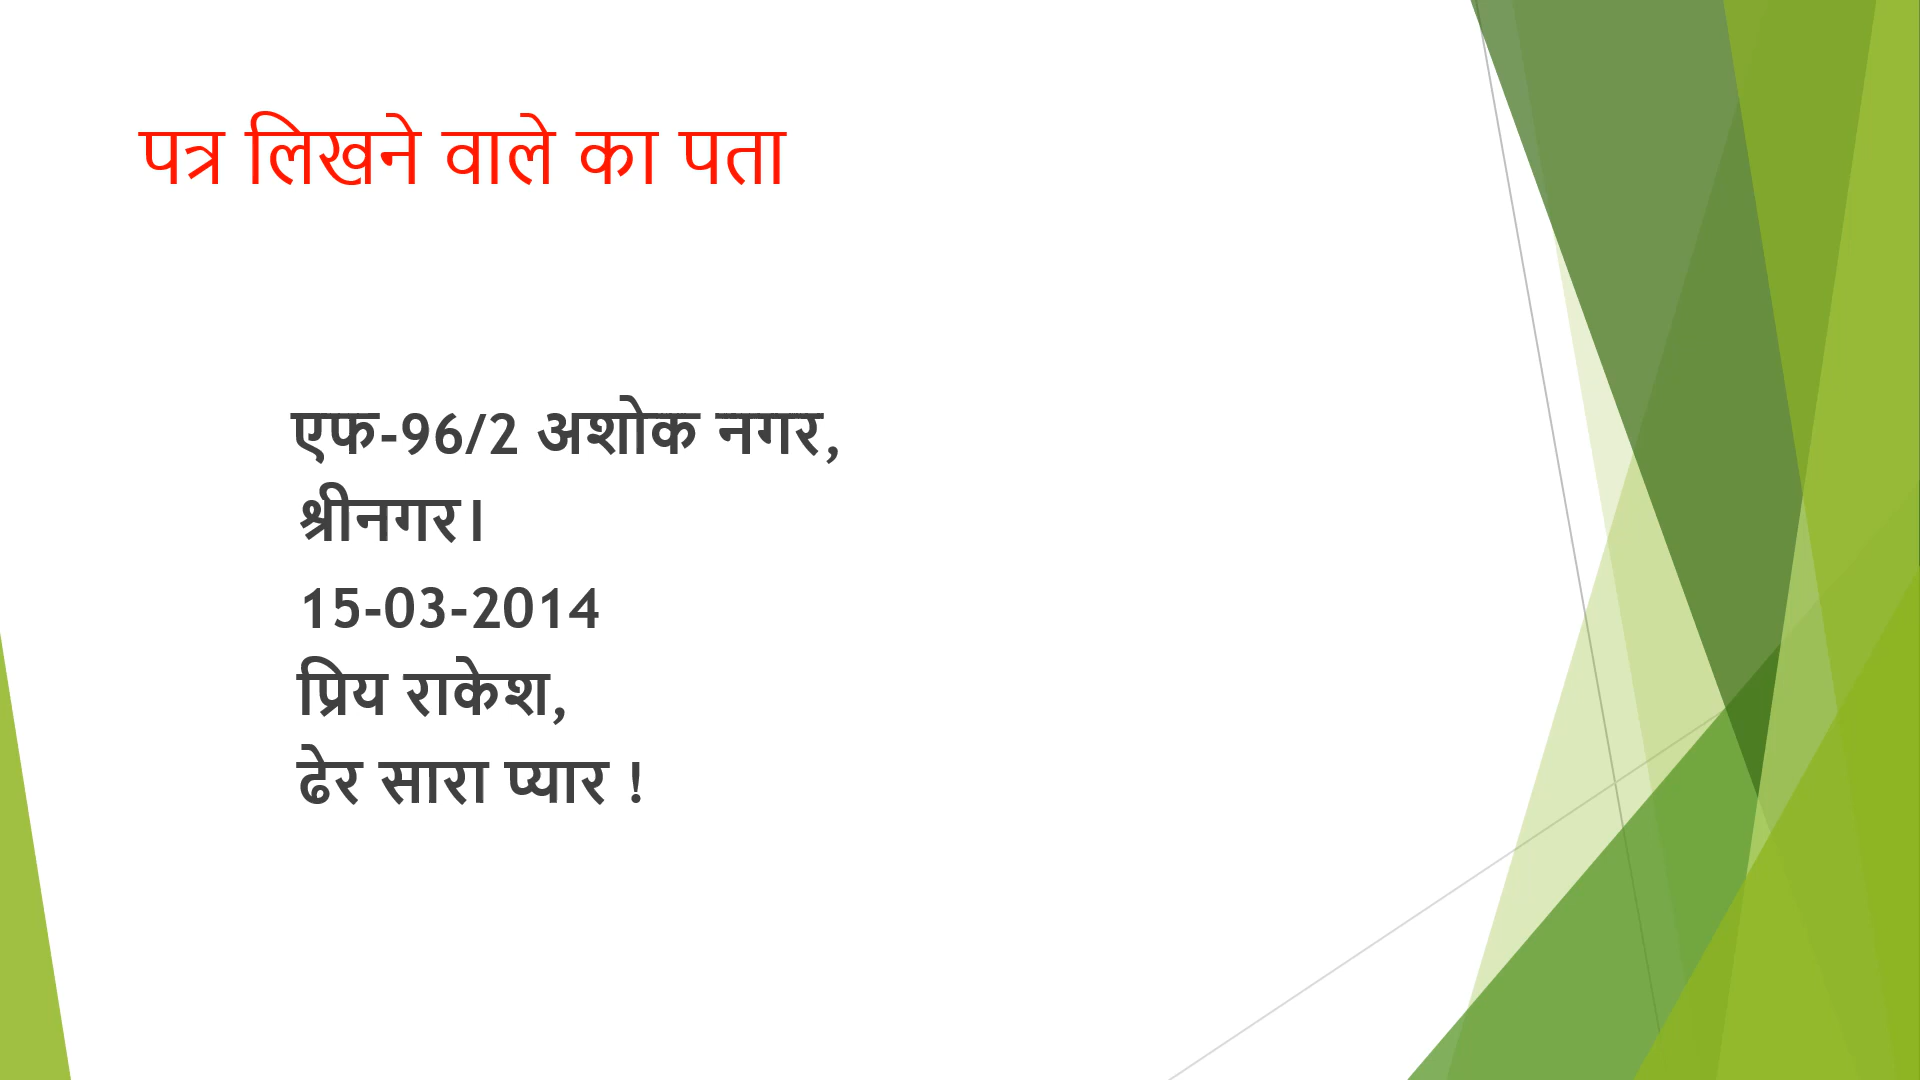 पत्र लिखने वाले का पता
एफ-96/2 अशोक नगर,
श्रीनगर।
15-03-2014
प्रिय राकेश,
ढेर सारा प्यार !